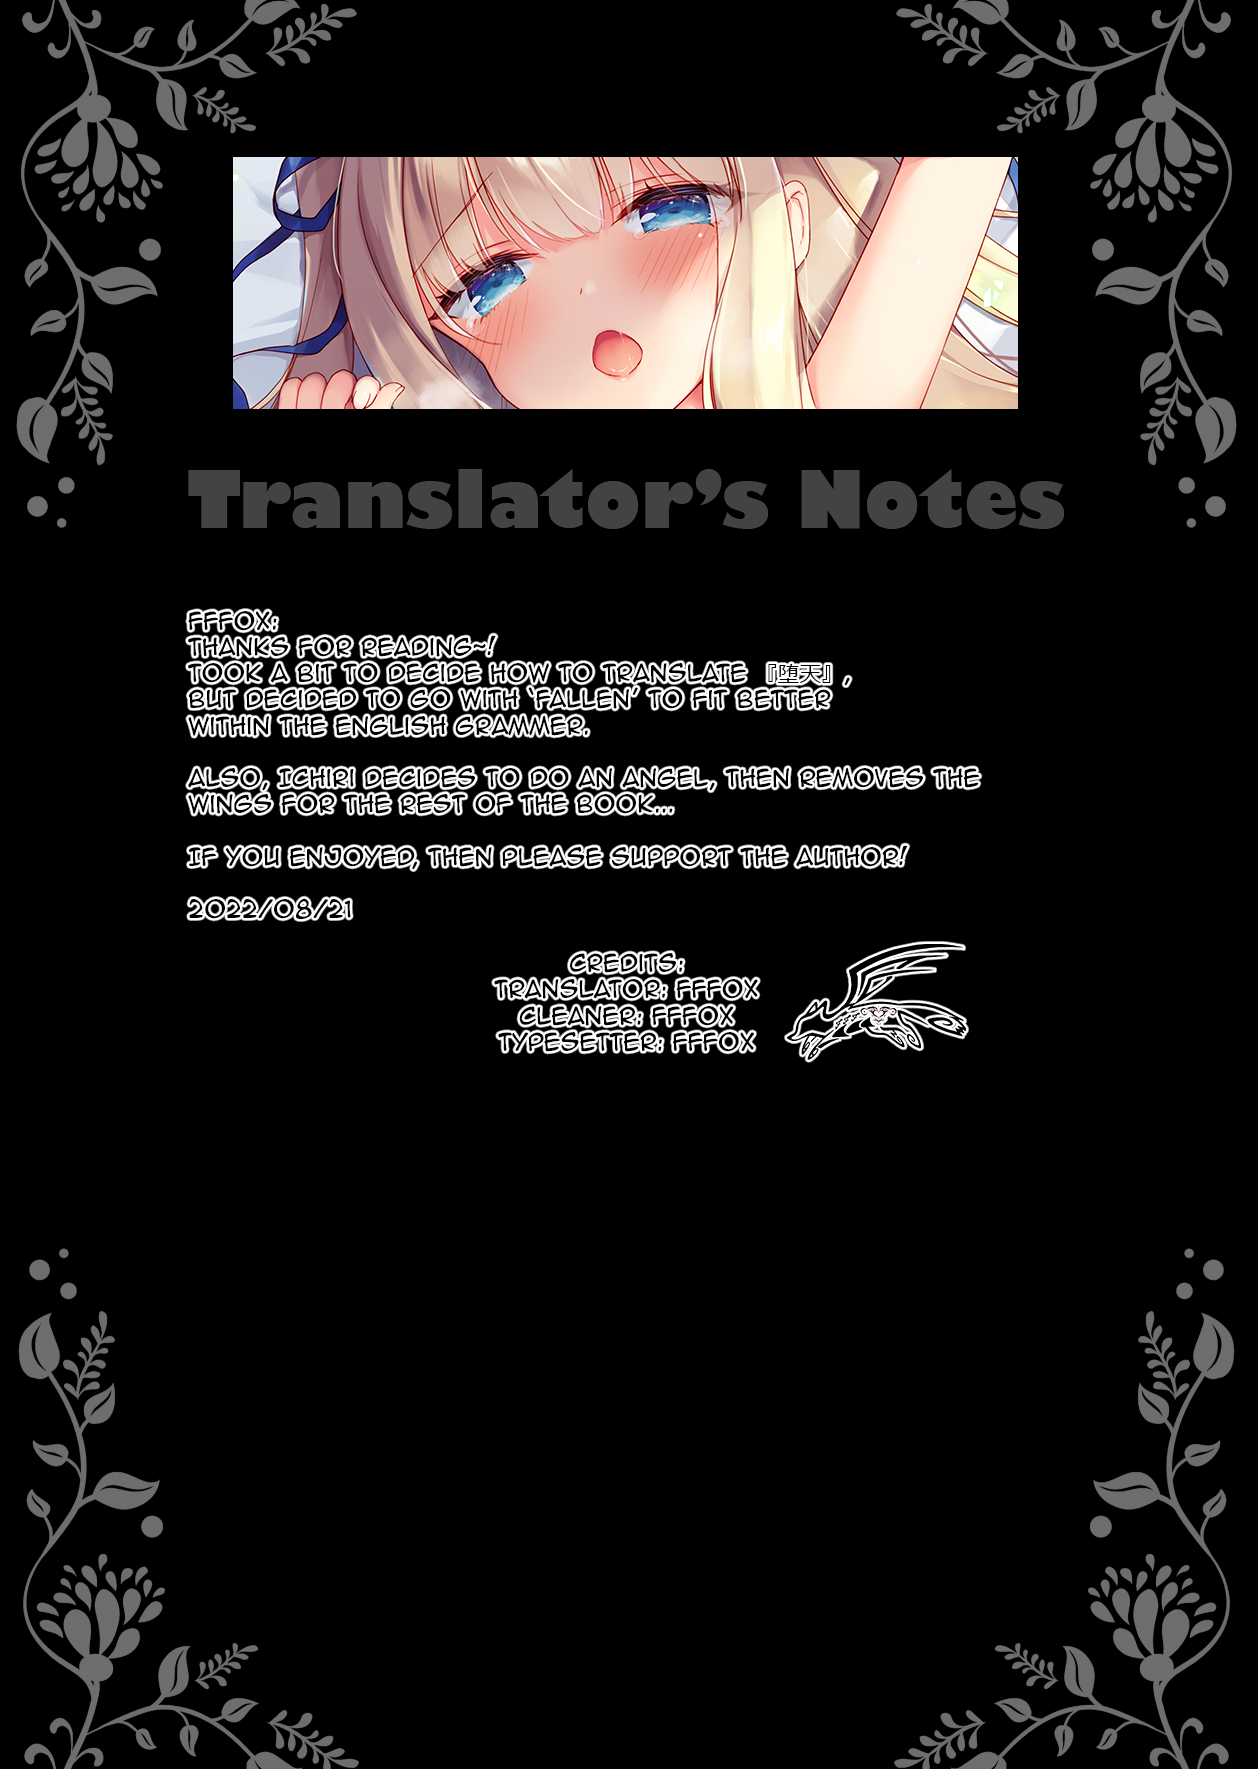 Translator's Notes
FFFOX:
THANKS FOR READING~!
TOOK A BIT TO DECIDE HOW TO TRANSLATE 『堕天』,
BUT DECIDED TO GO WITH 'FALLEN' TO FIT BETTER
WITHIN THE ENGLISH GRAMMER.
ALSO, ICHIRI DECIDES TO DO AN ANGEL, THEN REMOVES THE
WINGS FOR THE REST OF THE BOOK...
IF YOU ENJOYED, THEN PLEASE SUPPORT THE AUTHOR!
2022/08/21
CREDITS:
TRANSLATOR: FFFOX
CLEANER: FFFOX
TYPESETTER: FFFOX